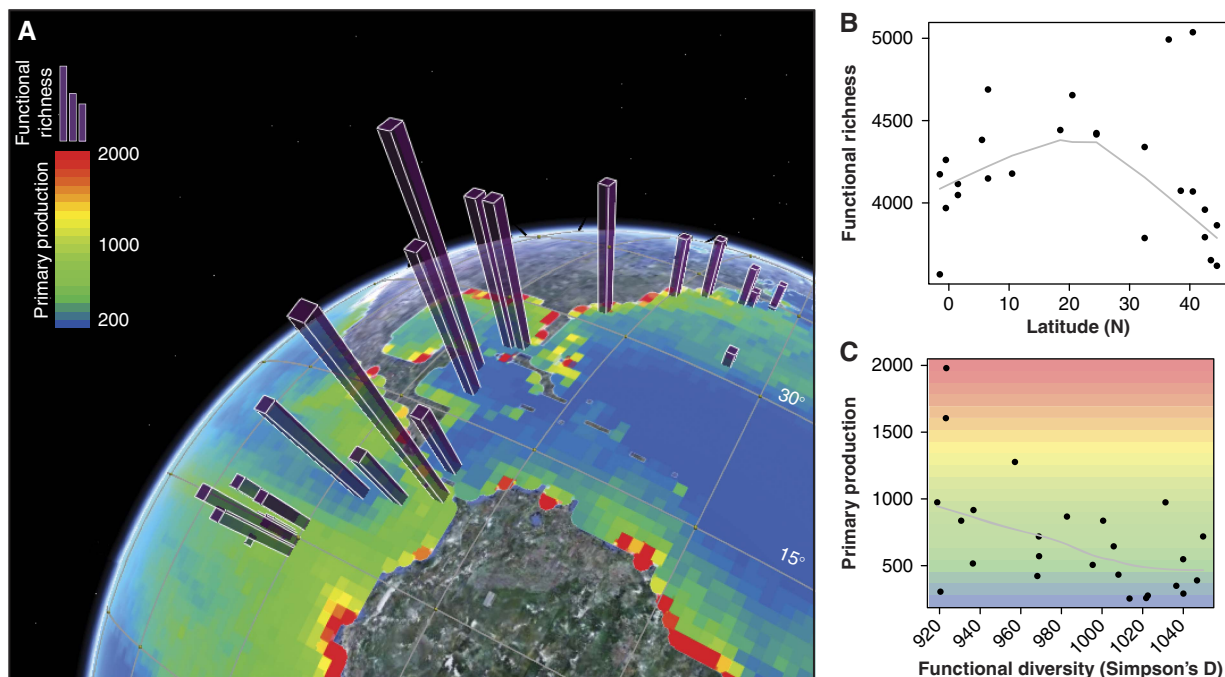 A
Functional
richness
Primary production
2000
1000
200
30°
15°
B
Functional richness
5000
4500
4000
0
10
20
30
40
Latitude (N)
C
Primary production
2000
1500
1000
500
920
940
960
980
1000
1020
1040
Functional diversity (Simpson's D)